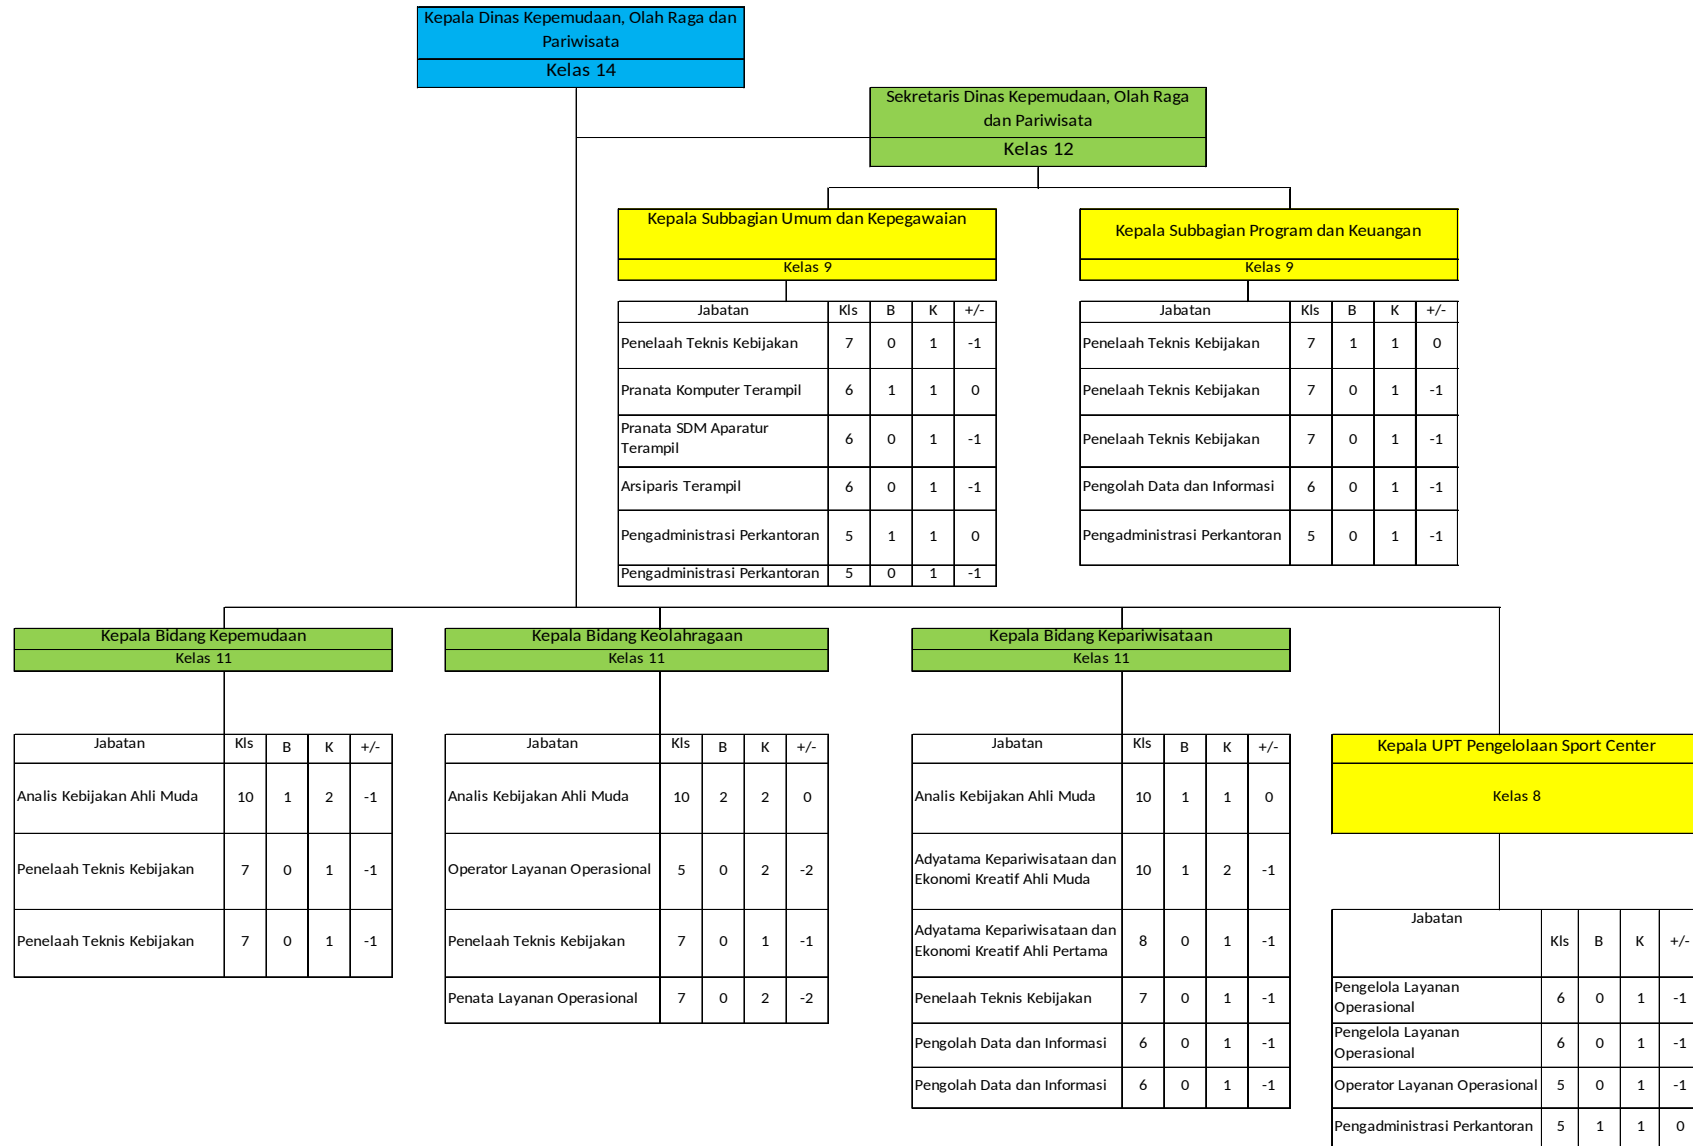 Kepala Dinas Kepemudaan, Olah Raga dan
Pariwisata
Kelas 14
Sekretaris Dinas Kepemudaan, Olah Raga
dan Pariwisata
Kelas 12
Kepala Subbagian Umum dan Kepegawaian
Kelas 9
Jabatan Kls B K +/-
Penelaah Teknis Kebijakan 7 0 1 -1
Pranata Komputer Terampil 6 1 1 0
Pranata SDM Aparatur
Terampil 6 0 1 -1
Arsiparis Terampil 6 0 1 -1
Pengadministrasi Perkantoran 5 1 1 0
Pengadministrasi Perkantoran 5 0 1 -1
Kepala Subbagian Program dan Keuangan
Kelas 9
Jabatan Kls B K +/-
Penelaah Teknis Kebijakan 7 1 1 0
Penelaah Teknis Kebijakan 7 0 1 -1
Penelaah Teknis Kebijakan 7 0 1 -1
Pengolah Data dan Informasi 6 0 1 -1
Pengadministrasi Perkantoran 5 0 1 -1
Kepala Bidang Kepemudaan
Kelas 11
Jabatan Kls B K +/-
Analis Kebijakan Ahli Muda 10 1 2 -1
Penelaah Teknis Kebijakan 7 0 1 -1
Penelaah Teknis Kebijakan 7 0 1 -1
Kepala Bidang Keolahragaan
Kelas 11
Jabatan Kls B K +/-
Analis Kebijakan Ahli Muda 10 2 2 0
Operator Layanan Operasional 5 0 2 -2
Penelaah Teknis Kebijakan 7 0 1 -1
Penata Layanan Operasional 7 0 2 -2
Kepala Bidang Kepariwisataan
Kelas 11
Jabatan Kls B K +/-
Analis Kebijakan Ahli Muda 10 1 1 0
Adyatama Kepariwisataan dan
Ekonomi Kreatif Ahli Muda 10 1 2 -1
Adyatama Kepariwisataan dan
Ekonomi Kreatif Ahli Pertama 8 0 1 -1
Penelaah Teknis Kebijakan 7 0 1 -1
Pengolah Data dan Informasi 6 0 1 -1
Pengolah Data dan Informasi 6 0 1 -1
Kepala UPT Pengelolaan Sport Center
Kelas 8
Jabatan Kls B K +/-
Pengelola Layanan
Operasional 6 0 1 -1
Pengelola Layanan
Operasional 6 0 1 -1
Operator Layanan Operasional 5 0 1 -1
Pengadministrasi Perkantoran 5 1 1 0